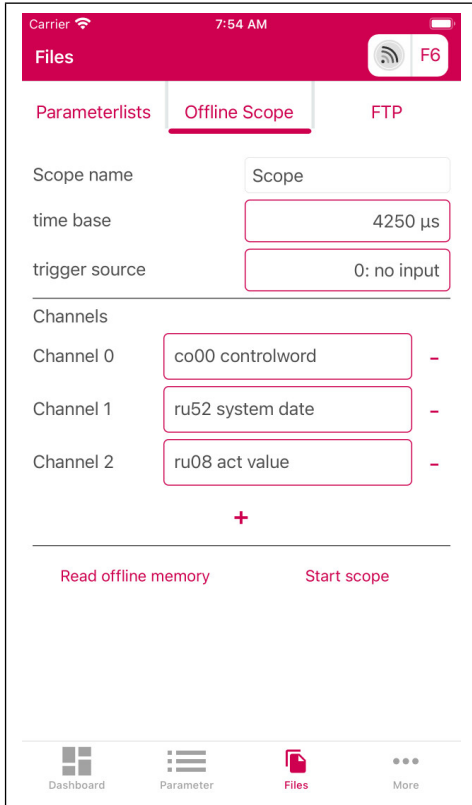 Carrier 7:54 AM
Files F6
Parameterlists Offline Scope FTP
Scope name Scope
time base 4250 µs
trigger source 0: no input
Channels
Channel 0 co00 controlword -
Channel 1 ru52 system date -
Channel 2 ru08 act value -
+
Read offline memory Start scope
Dashboard Parameter Files More